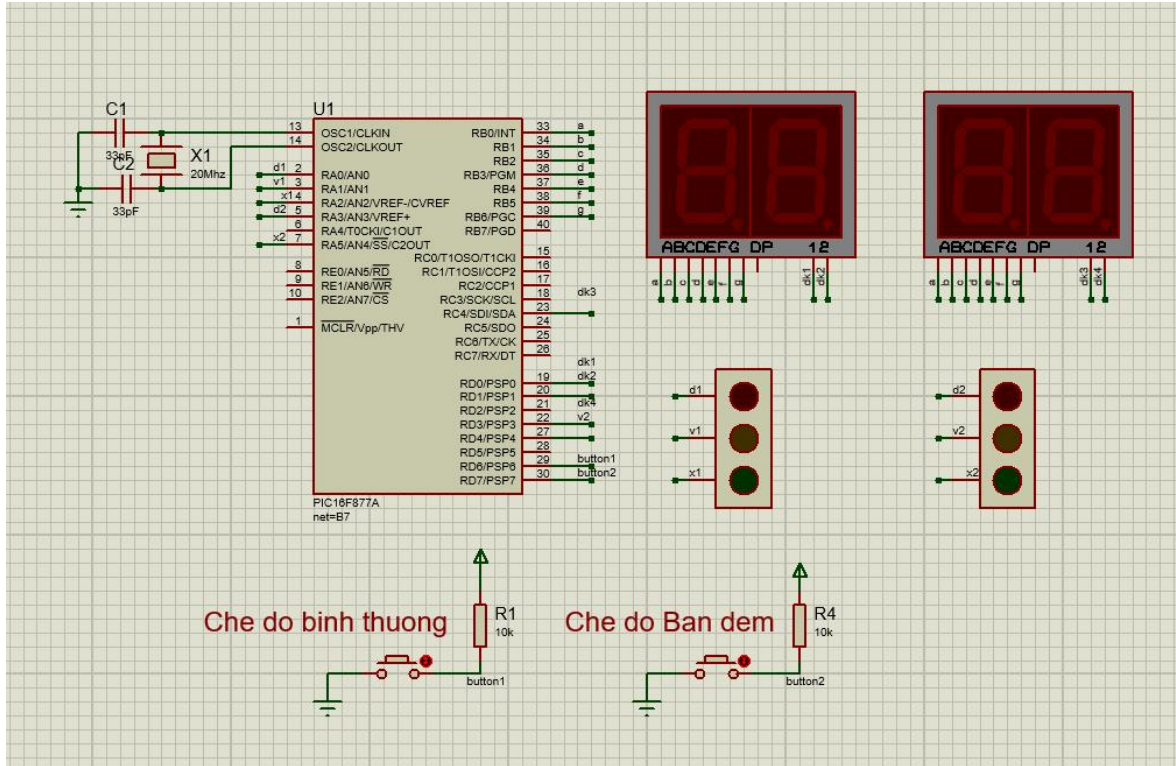 C1
33pF
C2
33pF
X1
20Mhz
U1
13 OSC1/CLKIN
14 OSC2/CLKOUT
d1 2 RA0/AN0
v1 3 RA1/AN1
x1 4 RA2/AN2/VREF-/CVREF
d2 5 RA3/AN3/VREF+
6 RA4/T0CKI/C1OUT
x2 7 RA5/AN4/SS/C2OUT
8 RE0/AN5/RD
9 RE1/AN6/WR
10 RE2/AN7/CS
1 MCLR/Vpp/THV
RB0/INT 33 a
RB1 34 b
RB2 35 c
RB3/PGM 36 d
RB4 37 e
RB5 38 f
RB6/PGC 39 g
RB7/PGD 40
RC0/T1OSO/T1CKI 15
RC1/T1OSI/CCP2 16
RC2/CCP1 17
RC3/SCK/SCL 18 dk3
RC4/SDI/SDA 23
RC5/SDO 24
RC6/TX/CK 25
RC7/RX/DT 26
dk1
RD0/PSP0 19 dk2
RD1/PSP1 20
RD2/PSP2 21 dk4
RD3/PSP3 22 v2
RD4/PSP4 27
RD5/PSP5 28
RD6/PSP6 29 button1
RD7/PSP7 30 button2
PIC16F877A
net=B7
ABCDEFG DP 12
a b c d e f g dk1 dk2
ABCDEFG DP 12
a b c d e f g dk3 dk4
d1
v1
x1
d2
v2
x2
Che do binh thuong
R1
10k
button1
Che do Ban dem
R4
10k
button2